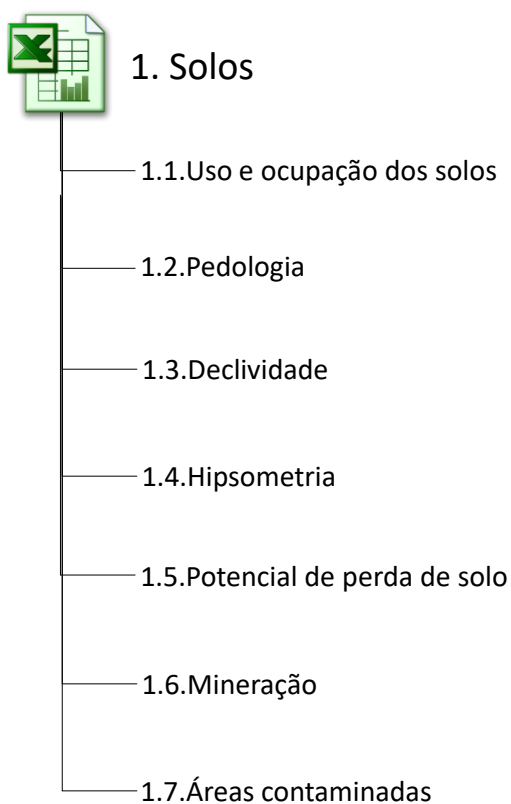 1. Solos
1.1.Uso e ocupação dos solos
1.2.Pedologia
1.3.Declividade
1.4.Hipsometria
1.5.Potencial de perda de solo
1.6.Mineração
1.7.Áreas contaminadas